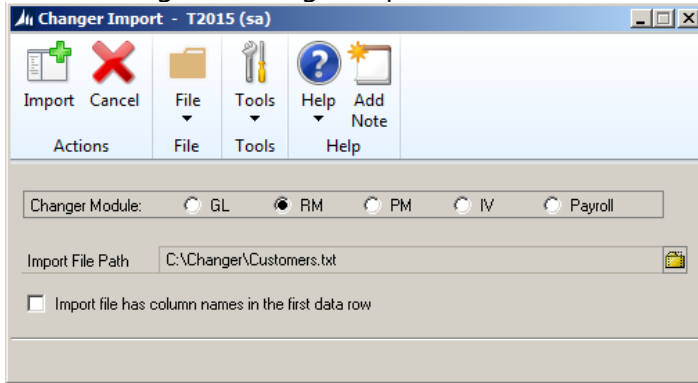 Changer Import - T2015 (sa)
Import Cancel File Tools Help Add Note
Actions File Tools Help
Changer Module: GL RM PM IV Payroll
Import File Path C:\Changer\Customers.txt
Import file has column names in the first data row